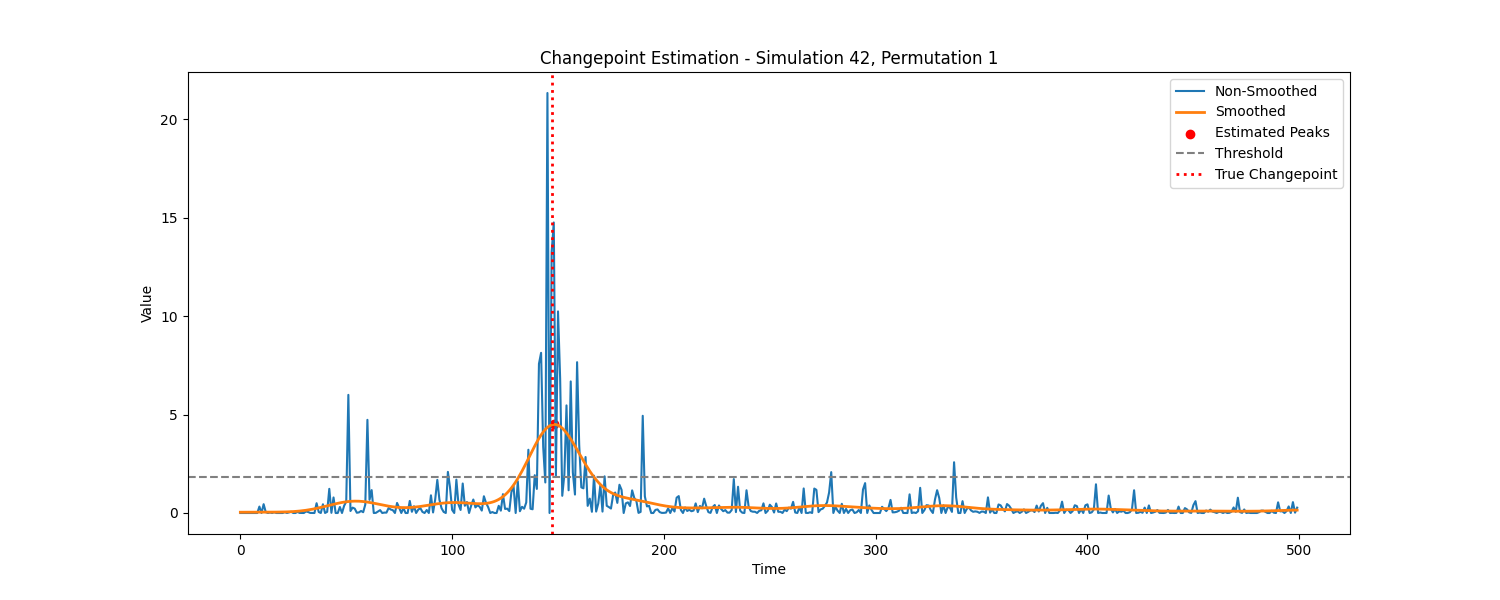 Changepoint Estimation - Simulation 42, Permutation 1
Non-Smoothed
Smoothed
Estimated Peaks
Threshold
True Changepoint
20
15
10
5
0
Value
0 100 200 300 400 500
Time